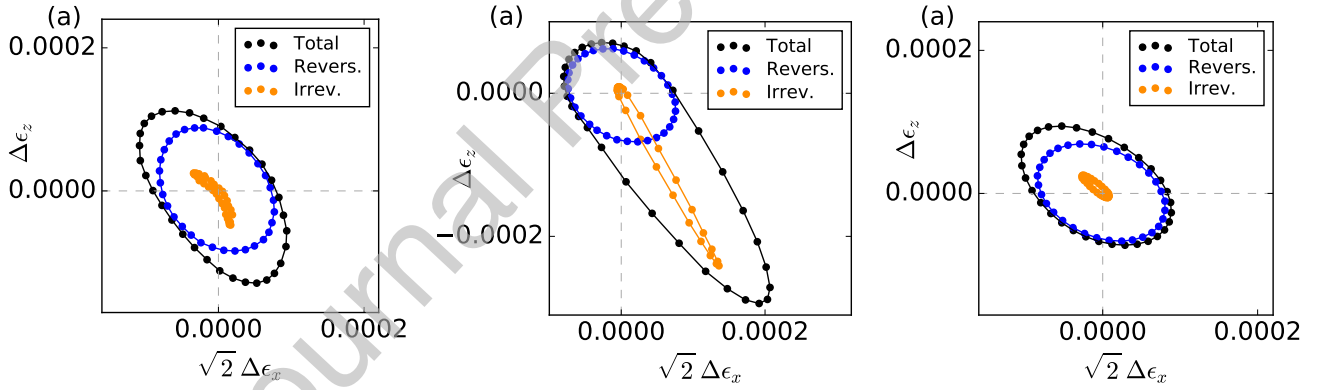 (a)
0.0002
0.0000
Δϵz
Total
Revers.
Irrev.
0.0000
0.0002
√2 Δϵx
(a)
0.0000
−0.0002
Δϵz
Total
Revers.
Irrev.
0.0000
0.0002
√2 Δϵx
(a)
0.0002
0.0000
Δϵz
Total
Revers.
Irrev.
0.0000
0.0002
√2 Δϵx
urnal Pre